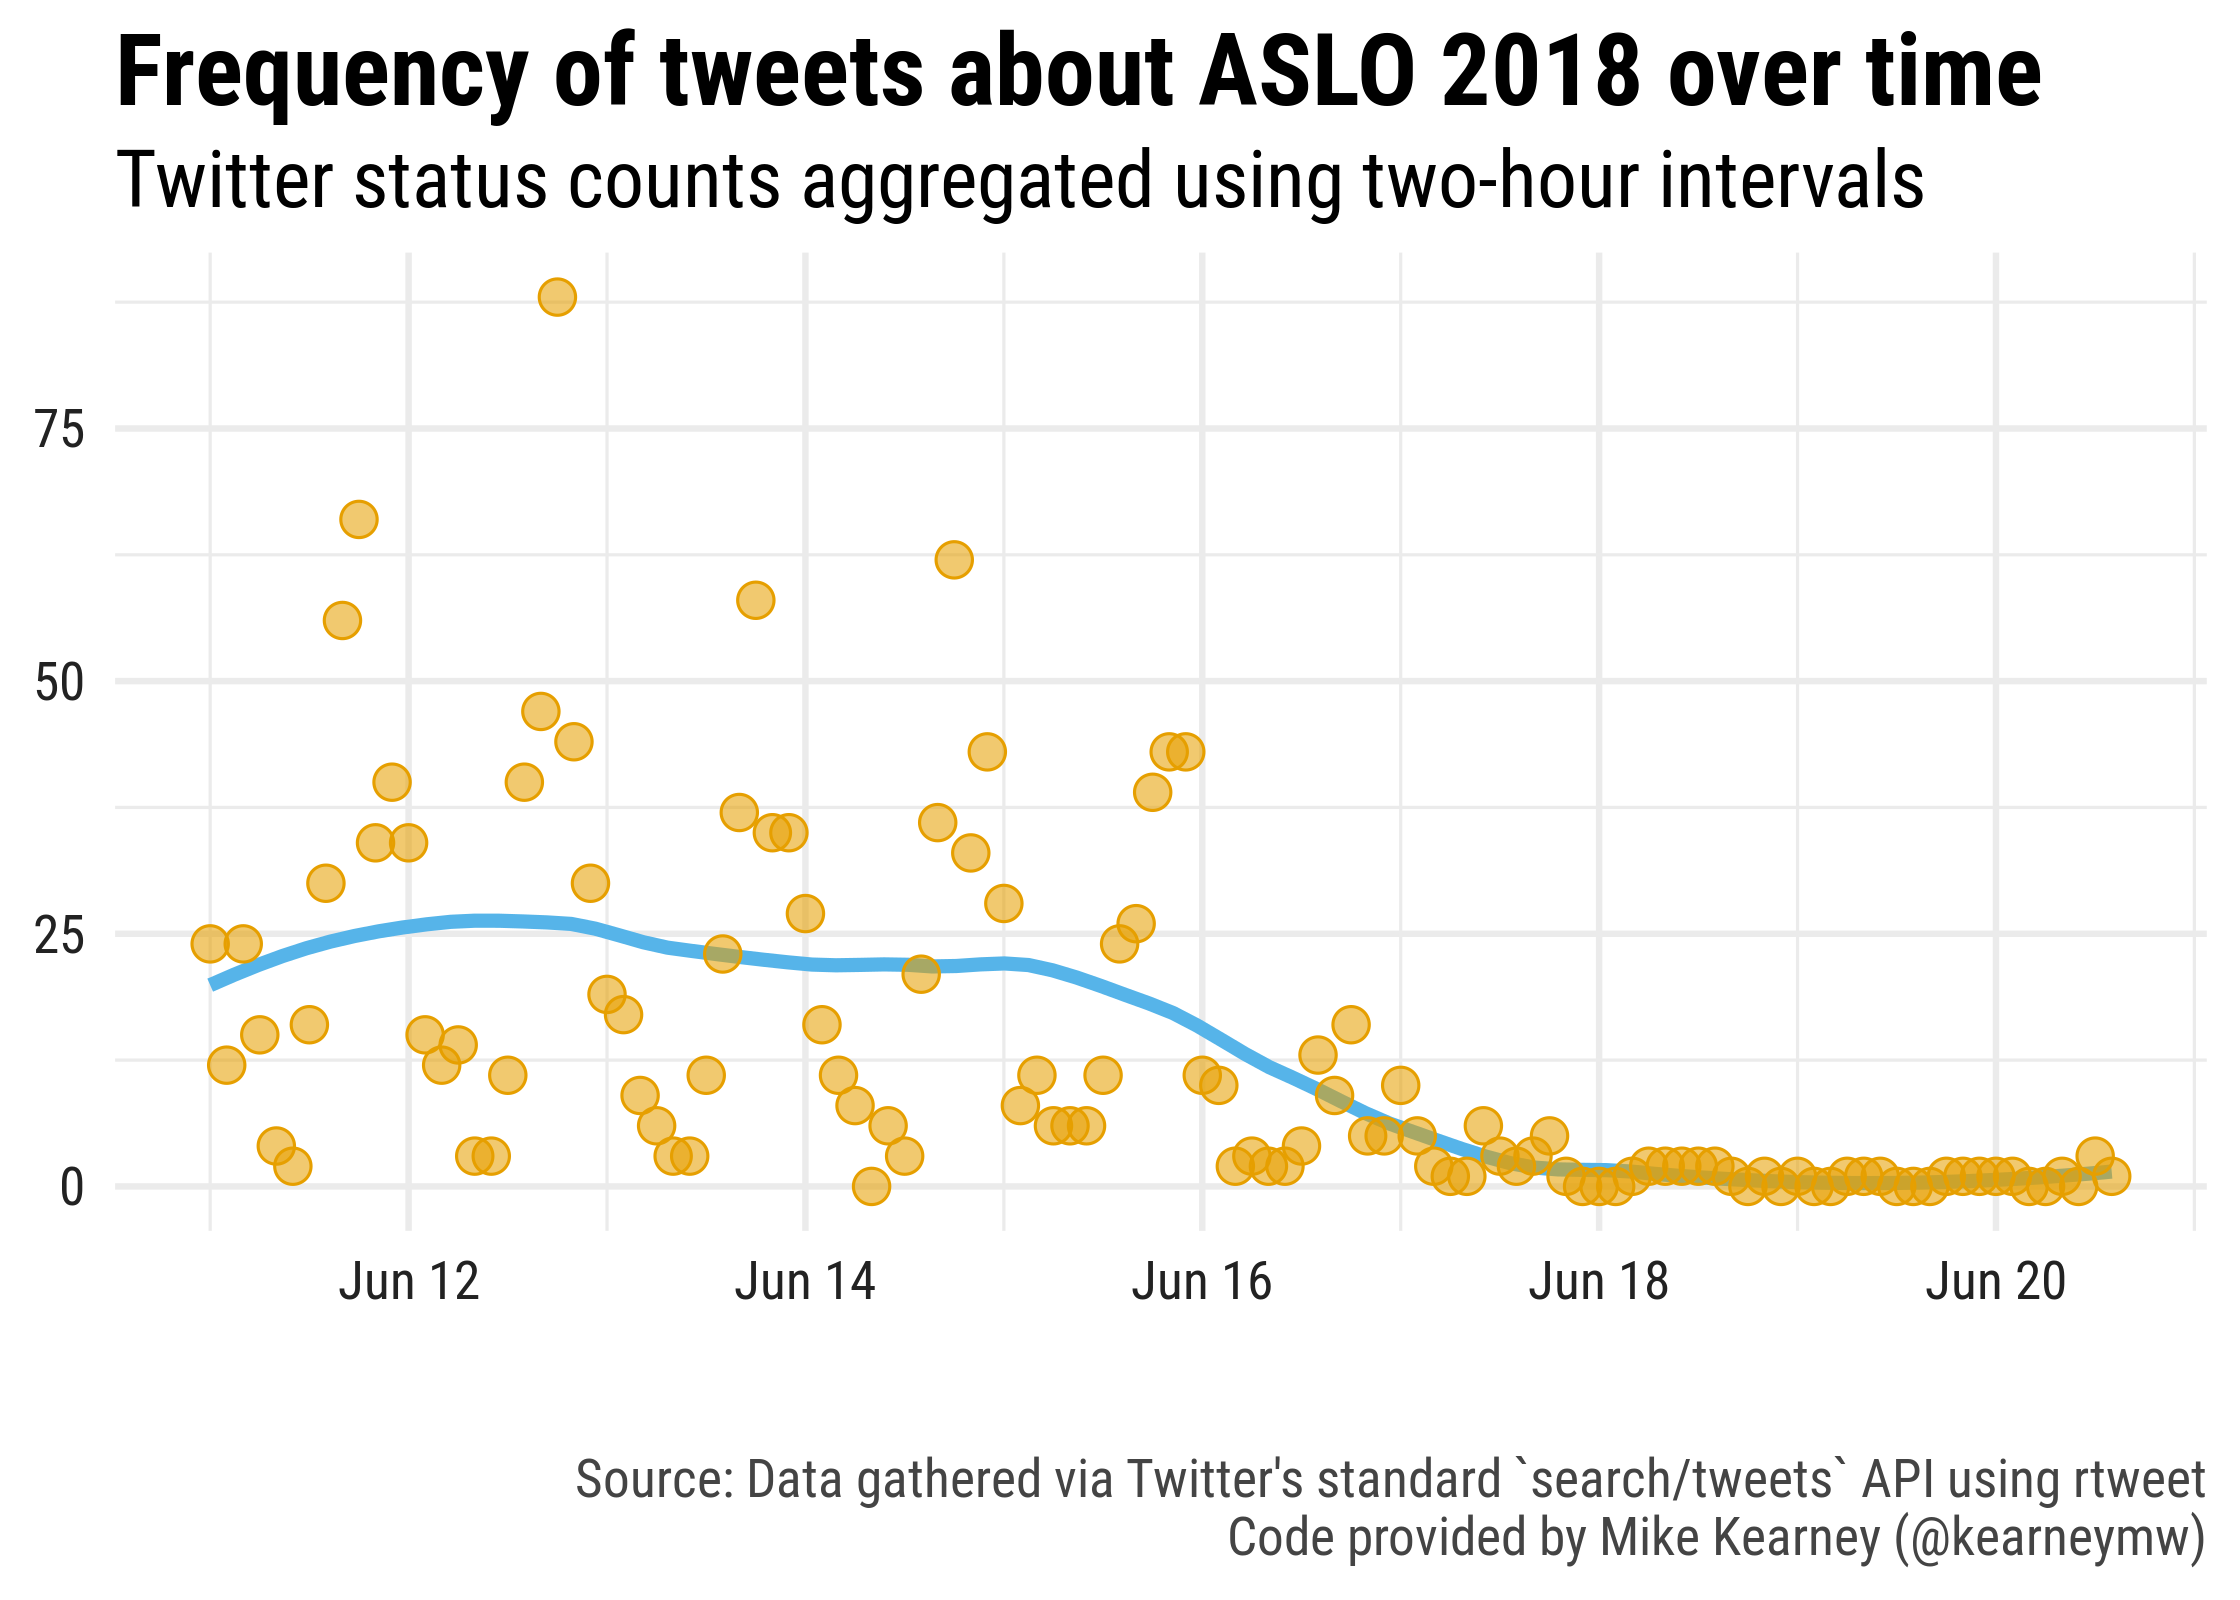 Frequency of tweets about ASLO 2018 over time
Twitter status counts aggregated using two-hour intervals
75
50
25
0
Jun 12 Jun 14 Jun 16 Jun 18 Jun 20
Source: Data gathered via Twitter's standard `search/tweets` API using rtweet
Code provided by Mike Kearney (@kearneymw)